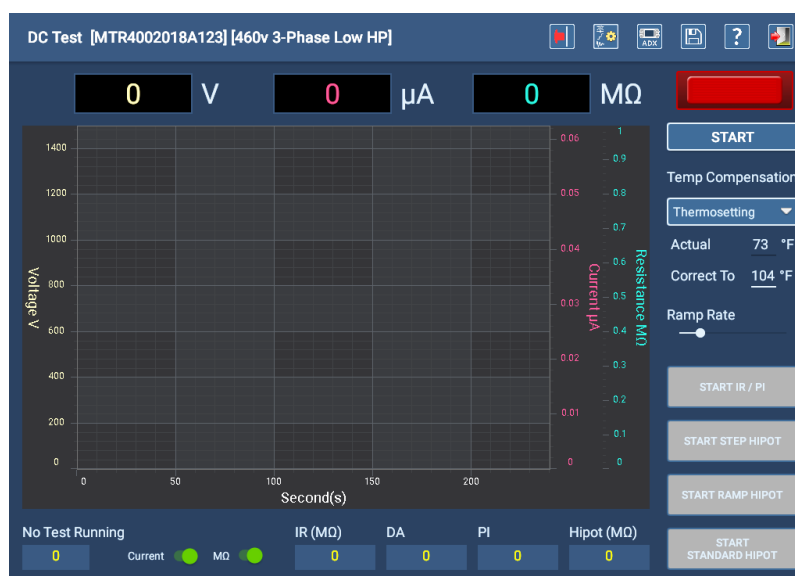 DC Test [MTR4002018A123] [460v 3-Phase Low HP]
ADX
?
0 V 0 µA 0 MΩ
START
Temp Compensation
Thermosetting
Actual 73 °F
Correct To 104 °F
Ramp Rate
START IR / PI
START STEP HIPOT
START RAMP HIPOT
START
STANDARD HIPOT
Voltage V
1400
1200
1000
800
600
400
200
0
0 50 100 150 200
Second(s)
0.06
0.05
0.04
0.03
0.02
0.01
0
Current µA
1
0.9
0.8
0.7
0.6
0.5
0.4
0.3
0.2
0.1
0
Resistance MΩ
No Test Running
0
Current
MΩ
IR (MΩ) DA PI Hipot (MΩ)
0 0 0 0